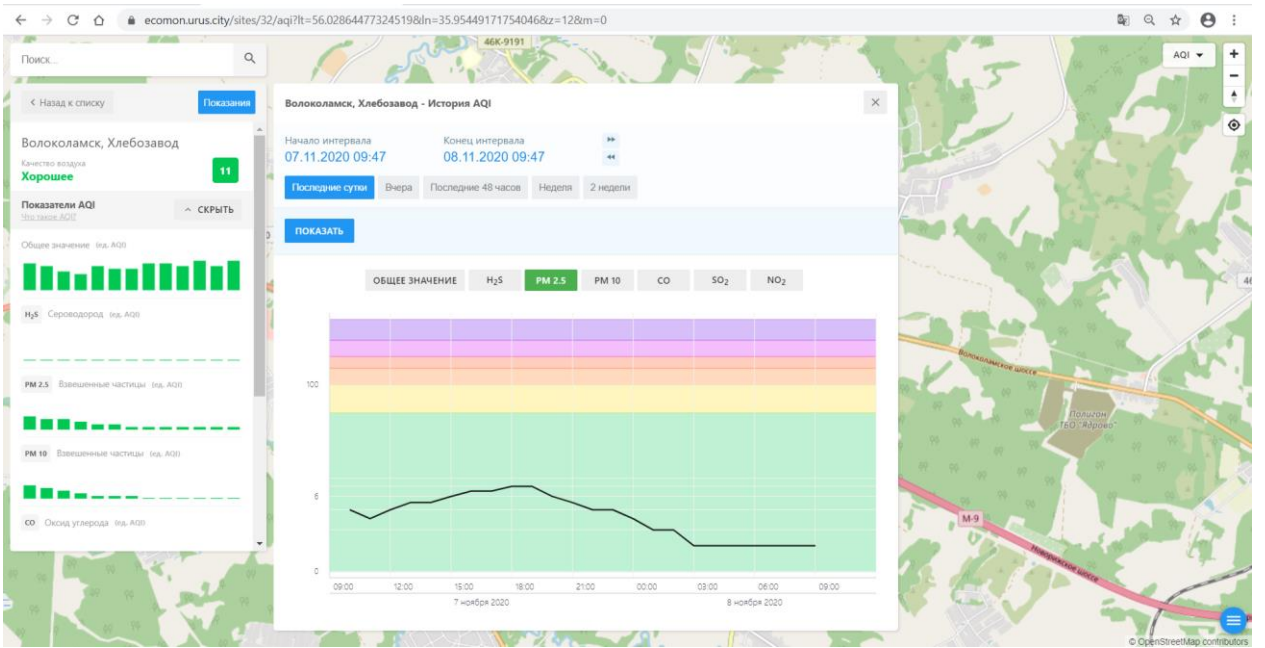 ecomon.urus.city/sites/32/aqi?lt=56.02864477324519&ln=35.95449171754046&z=12&m=0
46К-9191
Поиск...
AQI
+
−
< Назад к списку
Показания
Волоколамск, Хлебозавод - История AQI
×
Волоколамск, Хлебозавод
Качество воздуха
Хорошее
11
Начало интервала
Конец интервала
07.11.2020 09:47
08.11.2020 09:47
Последние сутки
Вчера
Последние 48 часов
Неделя
2 недели
Показатели AQI
Что такое AQI?
СКРЫТЬ
ПОКАЗАТЬ
Общее значение (ед. AQI)
H2S Сероводород (ед. AQI)
PM 2.5 Взвешенные частицы (ед. AQI)
PM 10 Взвешенные частицы (ед. AQI)
CO Оксид углерода (ед. AQI)
ОБЩЕЕ ЗНАЧЕНИЕ
H2S
PM 2.5
PM 10
CO
SO2
NO2
100
6
0
09:00
12:00
15:00
18:00
21:00
00:00
03:00
06:00
09:00
7 ноября 2020
8 ноября 2020
Волоколамское шоссе
Полигон
ТБО "Ядрово"
М-9
Новорижское шоссе
© OpenStreetMap contributors